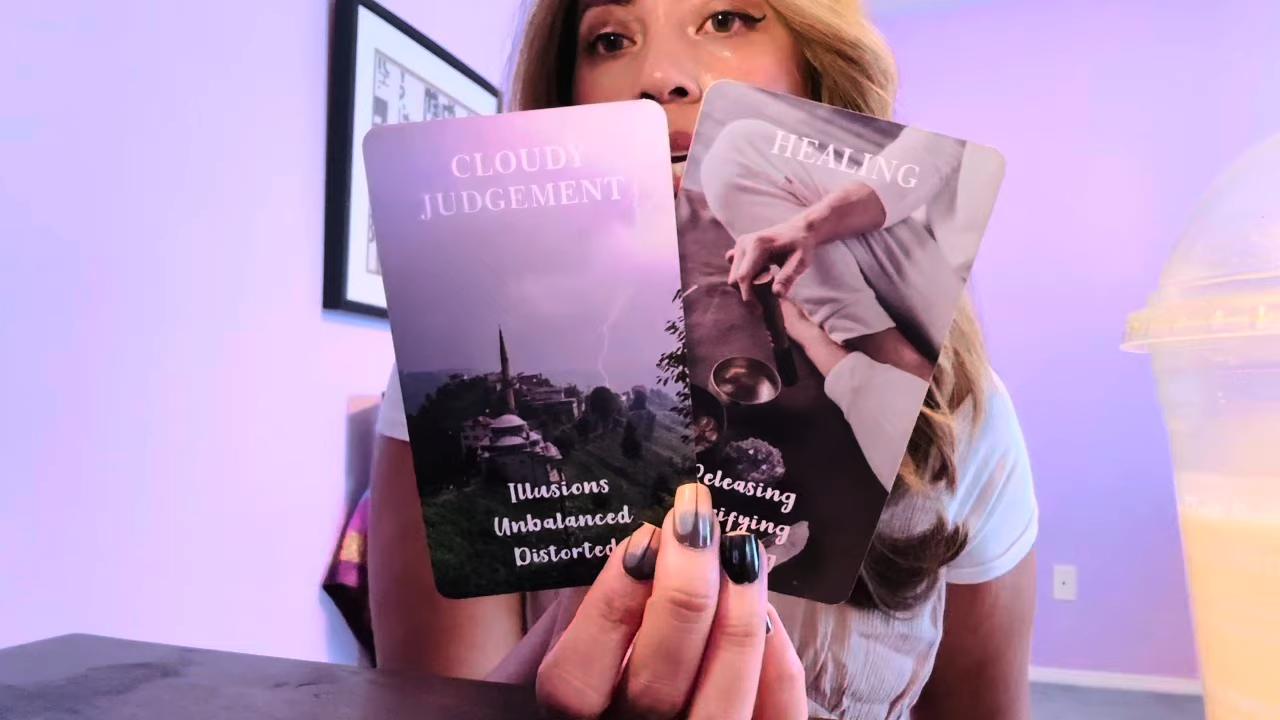 CLOUDY
JUDGEMENT
Illusions
Unbalanced
Distorted
HEALING
Releasing